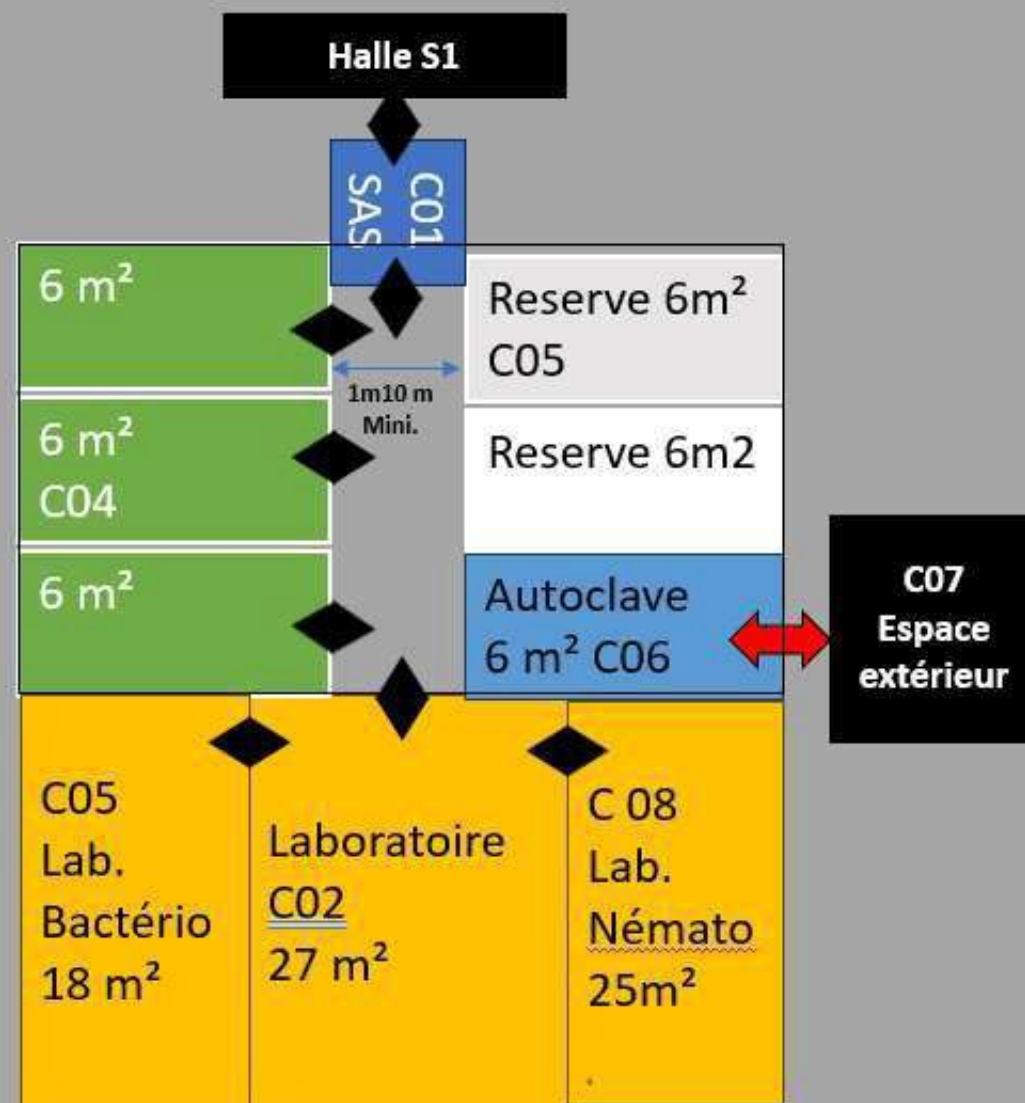 Halle S1
C01
SAS
6 m²
6 m²
C04
6 m²
1m10 m
Mini.
Reserve 6m²
C05
Reserve 6m2
Autoclave
6 m² C06
C07
Espace
extérieur
C05
Lab.
Bactério
18 m²
Laboratoire
C02
27 m²
C 08
Lab.
Némato
25m²